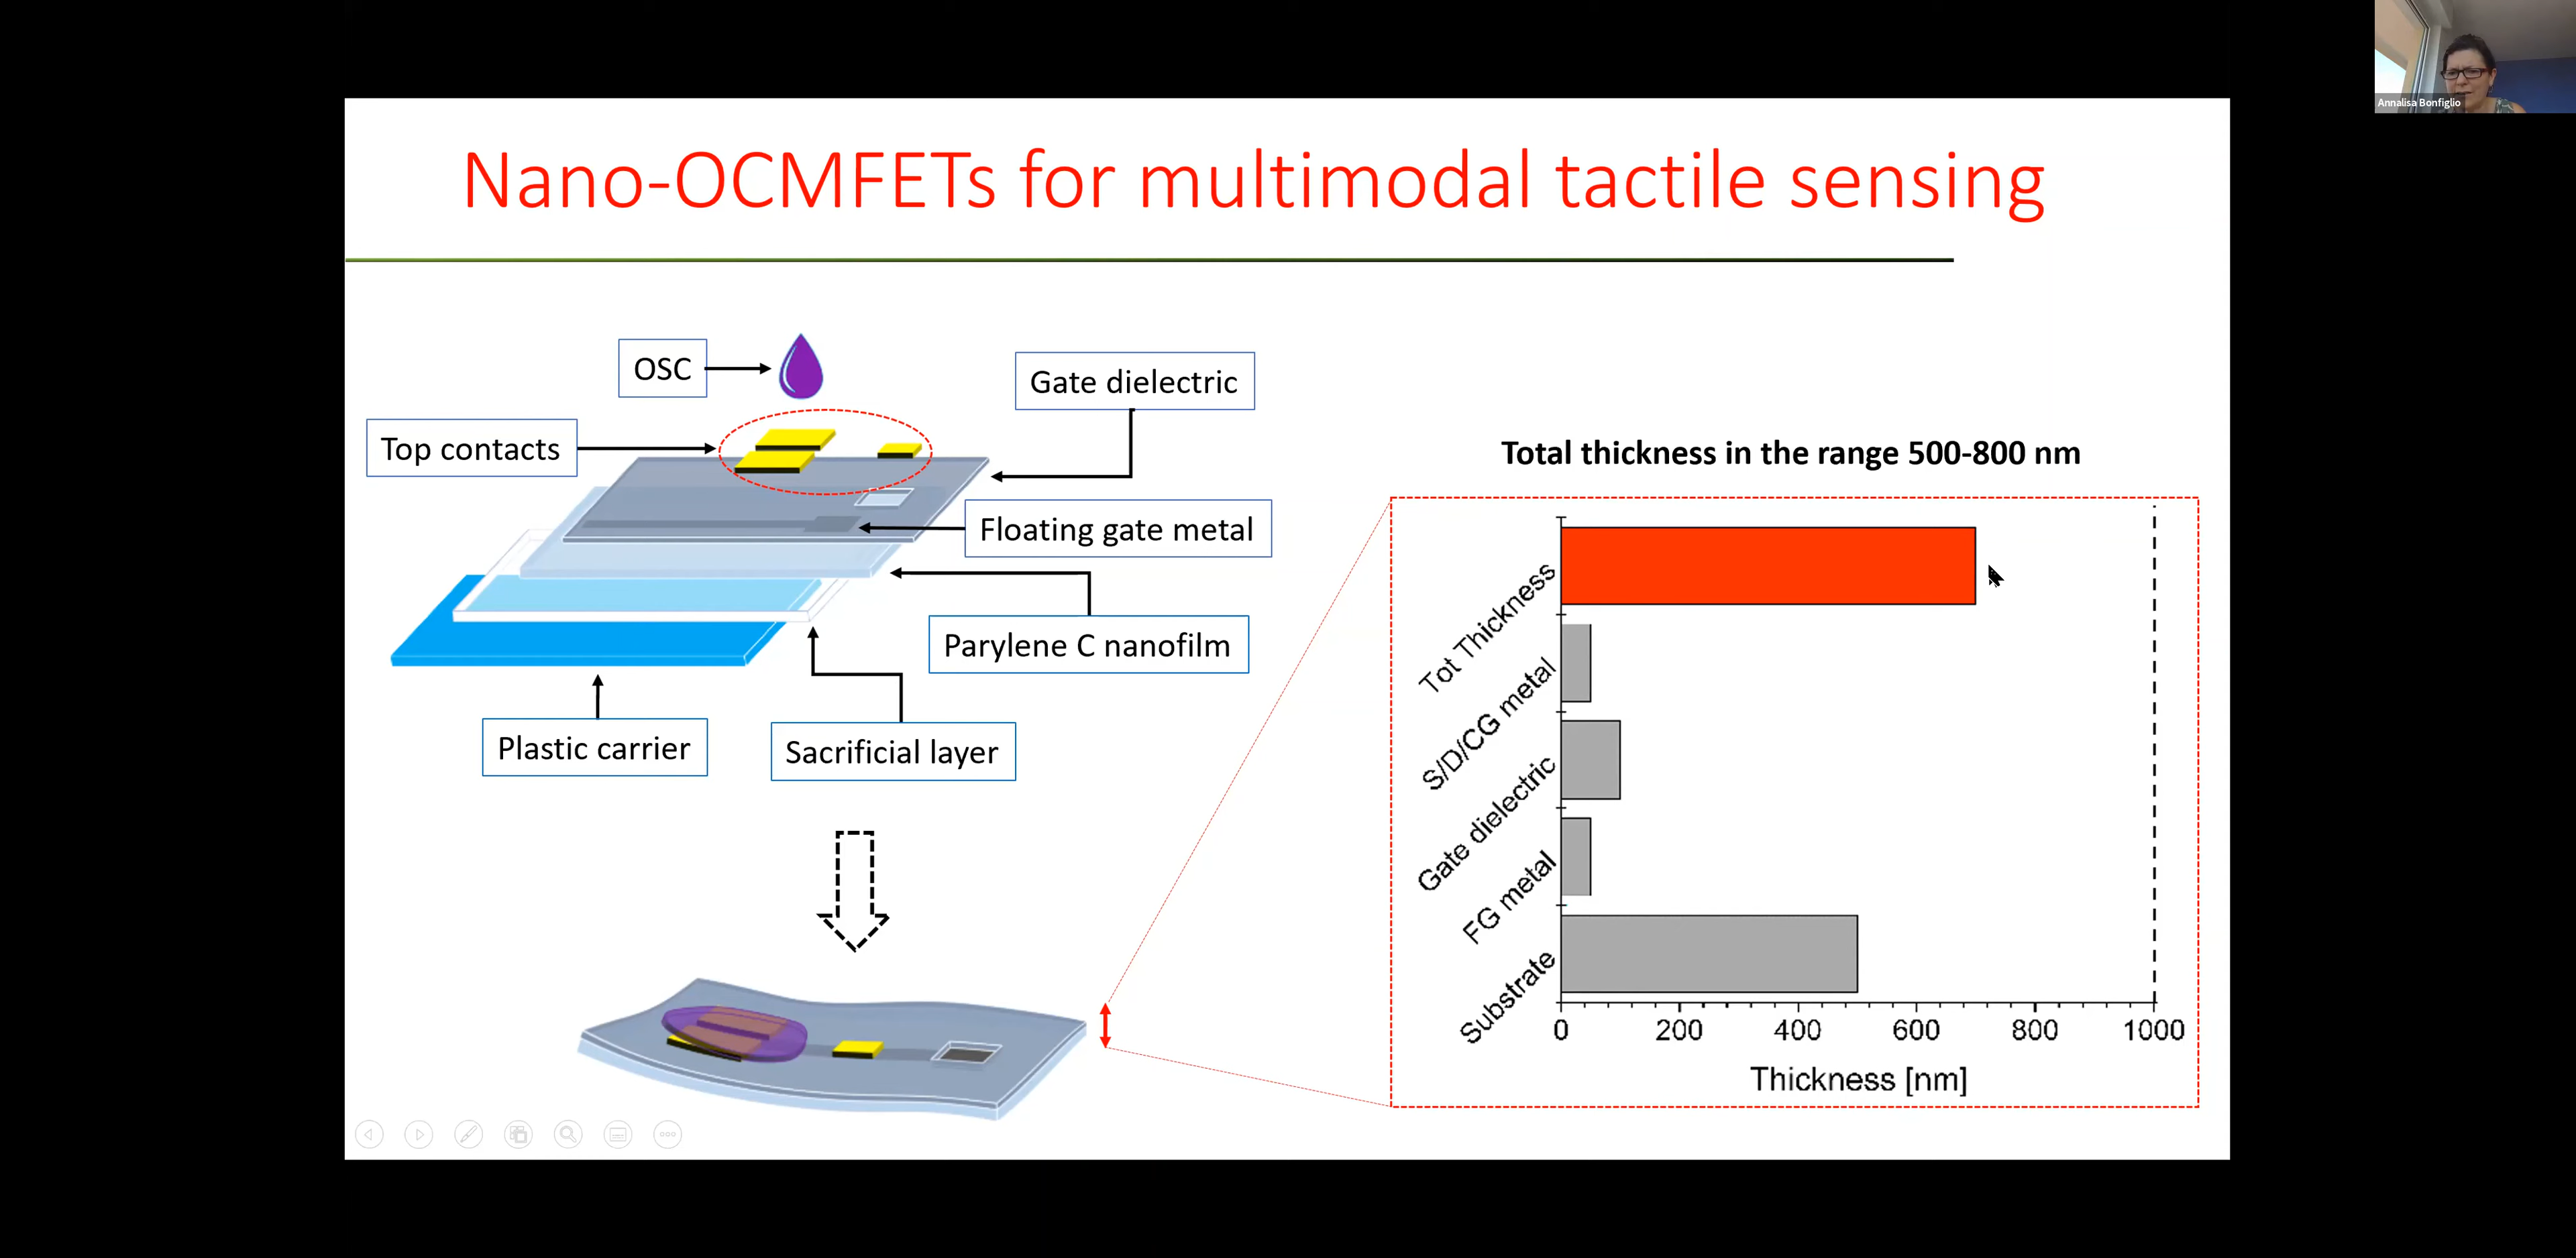 Annalisa Bonfiglio
Nano-OCMFETs for multimodal tactile sensing
OSC
Gate dielectric
Top contacts
Floating gate metal
Parylene C nanofilm
Plastic carrier
Sacrificial layer
Total thickness in the range 500-800 nm
Tot Thickness
S/D/CG metal
Gate dielectric
FG metal
Substrate
0 200 400 600 800 1000
Thickness [nm]